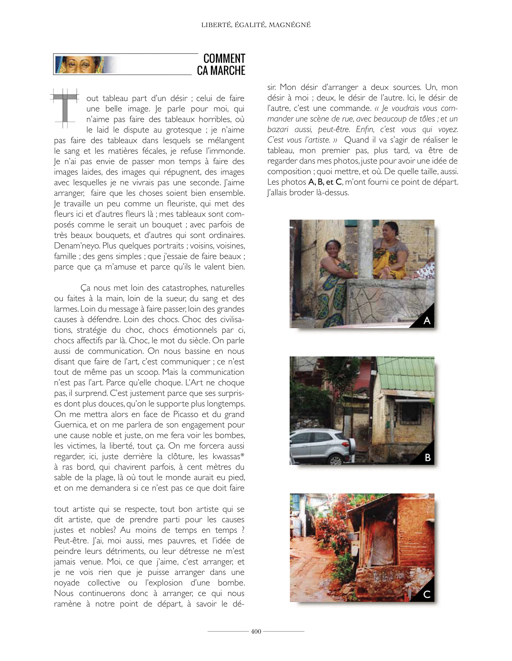 LIBERTÉ, ÉGALITÉ, MAGNÉGNÉ
COMMENT
CA MARCHE
Tout tableau part d'un désir ; celui de faire
une belle image. Je parle pour moi, qui
n'aime pas faire des tableaux horribles, où
le laid le dispute au grotesque ; je n'aime
pas faire des tableaux dans lesquels se mélangent
le sang et les matières fécales, je refuse l'immonde.
Je n'ai pas envie de passer mon temps à faire des
images laides, des images qui répugnent, des images
avec lesquelles je ne vivrais pas une seconde. J'aime
arranger, faire que les choses soient bien ensemble.
Je travaille un peu comme un fleuriste, qui met des
fleurs ici et d'autres fleurs là ; mes tableaux sont com-
posés comme le serait un bouquet ; avec parfois de
très beaux bouquets, et d'autres qui sont ordinaires.
Denam'neyo. Plus quelques portraits ; voisins, voisines,
famille ; des gens simples ; que j'essaie de faire beaux ;
parce que ça m'amuse et parce qu'ils le valent bien.
Ça nous met loin des catastrophes, naturelles
ou faites à la main, loin de la sueur, du sang et des
larmes. Loin du message à faire passer, loin des grandes
causes à défendre. Loin des chocs. Choc des civilisa-
tions, stratégie du choc, chocs émotionnels par ci,
chocs affectifs par là. Choc, le mot du siècle. On parle
aussi de communication. On nous bassine en nous
disant que faire de l'art, c'est communiquer ; ce n'est
tout de même pas un scoop. Mais la communication
n'est pas l'art. Parce qu'elle choque. L'Art ne choque
pas, il surprend. C'est justement parce que ses surpris-
es dont plus douces, qu'on le supporte plus longtemps.
On me mettra alors en face de Picasso et du grand
Guernica, et on me parlera de son engagement pour
une cause noble et juste, on me fera voir les bombes,
les victimes, la liberté, tout ça. On me forcera aussi
regarder, ici, juste derrière la clôture, les kwassas*
à ras bord, qui chavirent parfois, à cent mètres du
sable de la plage, là où tout le monde aurait eu pied,
et on me demandera si ce n'est pas ce que doit faire
tout artiste qui se respecte, tout bon artiste qui se
dit artiste, que de prendre parti pour les causes
justes et nobles? Au moins de temps en temps ?
Peut-être. J'ai, moi aussi, mes pauvres, et l'idée de
peindre leurs détriments, ou leur détresse ne m'est
jamais venue. Moi, ce que j'aime, c'est arranger, et
je ne vois rien que je puisse arranger dans une
noyade collective ou l'explosion d'une bombe.
Nous continuerons donc à arranger, ce qui nous
ramène à notre point de départ, à savoir le dé-
sir. Mon désir d'arranger a deux sources. Un, mon
désir à moi ; deux, le désir de l'autre. Ici, le désir de
l'autre, c'est une commande. « Je voudrais vous com-
mander une scène de rue, avec beaucoup de tôles ; et un
bazari aussi, peut-être. Enfin, c'est vous qui voyez.
C'est vous l'artiste. » Quand il va s'agir de réaliser le
tableau, mon premier pas, plus tard, va être de
regarder dans mes photos, juste pour avoir une idée de
composition ; quoi mettre, et où. De quelle taille, aussi.
Les photos A, B, et C, m'ont fourni ce point de départ.
J'allais broder là-dessus.
A
B
C
400